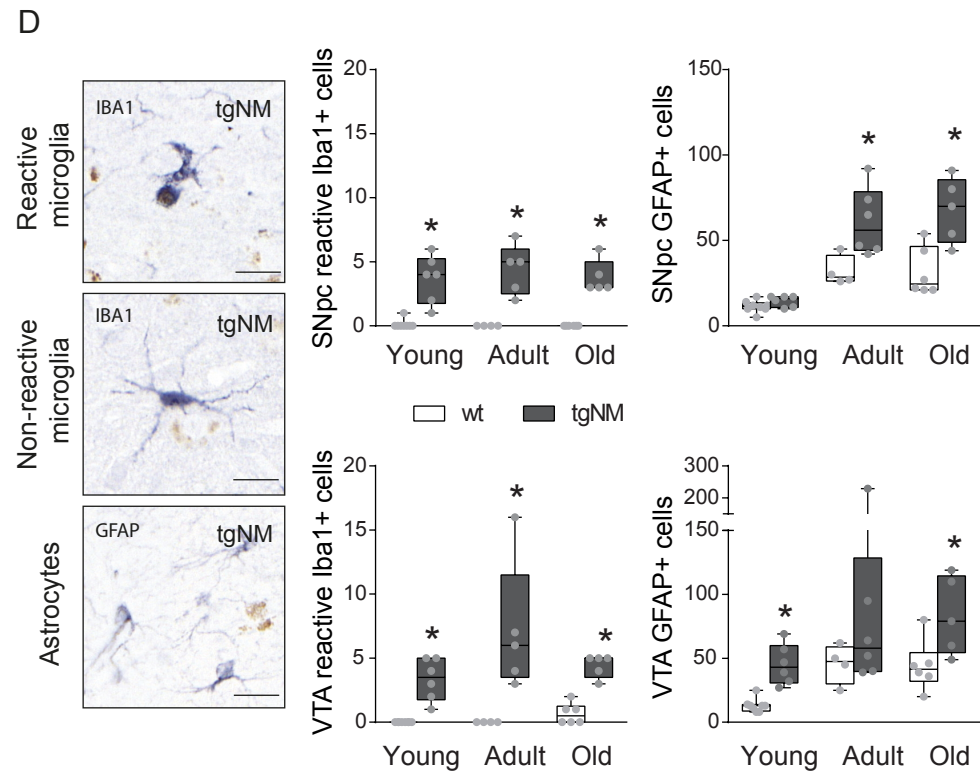 D
Reactive
microglia
IBA1
tgNM
Non-reactive
microglia
IBA1
tgNM
Astrocytes
GFAP
tgNM
SNpc reactive Iba1+ cells
20
15
10
5
0
*
*
*
Young
Adult
Old
SNpc GFAP+ cells
150
100
50
0
*
*
Young
Adult
Old
wt
tgNM
VTA reactive Iba1+ cells
20
15
10
5
0
*
*
*
Young
Adult
Old
VTA GFAP+ cells
300
200
150
100
50
0
*
*
Young
Adult
Old